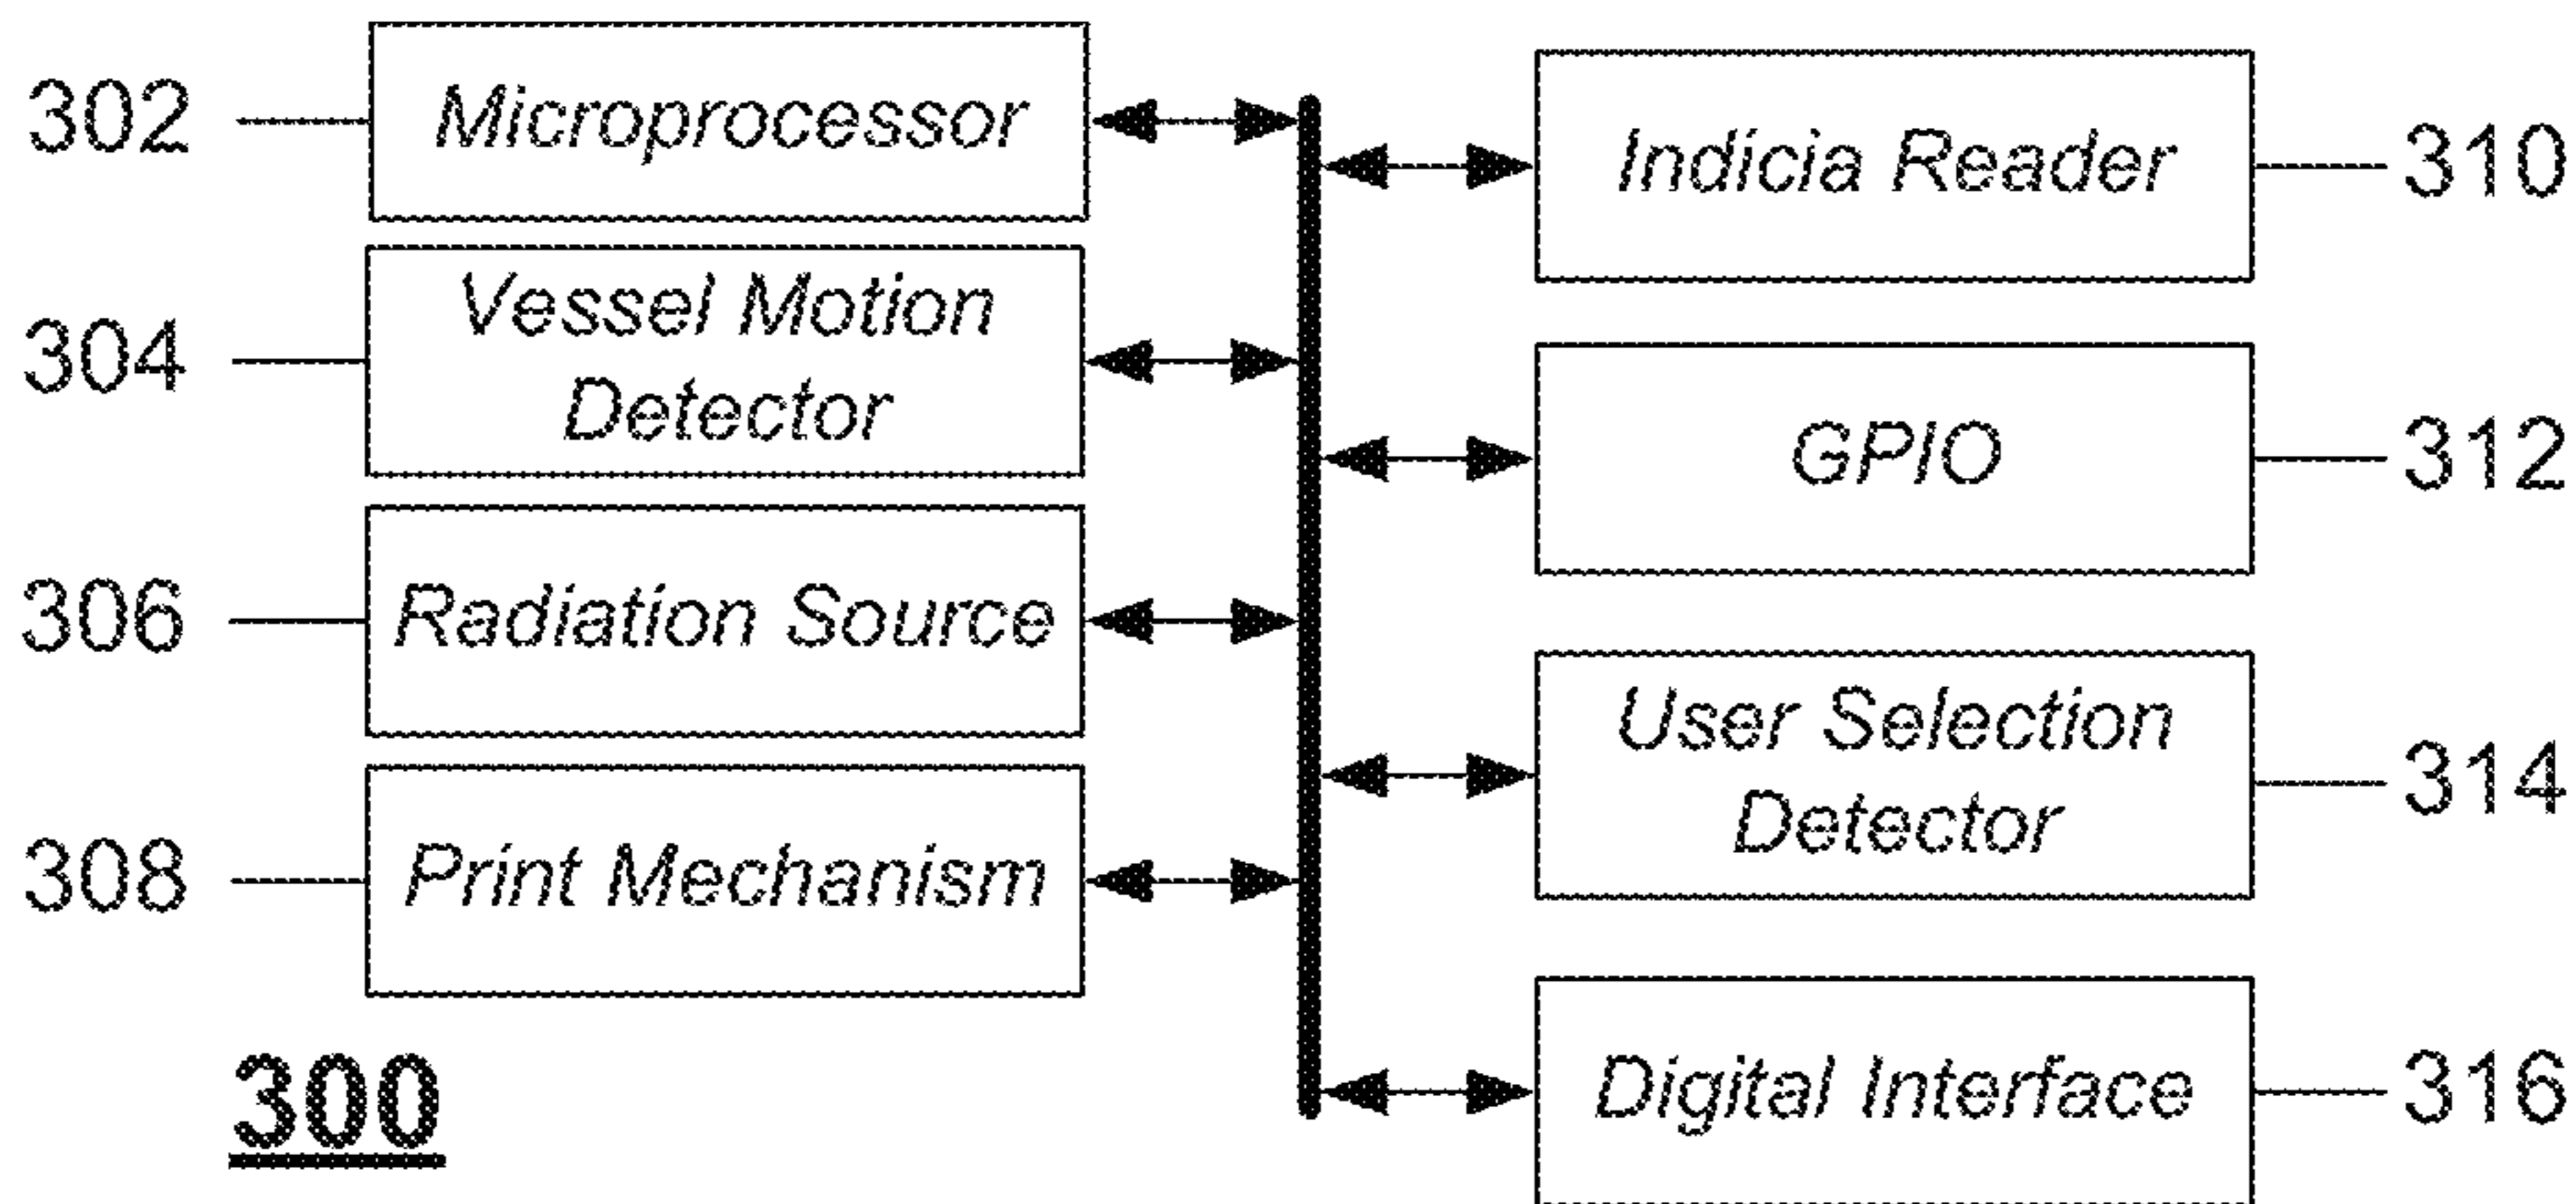 302
Microprocessor
304
Vessel Motion
Detector
306
Radiation Source
308
Print Mechanism
300
Indicia Reader
310
GPIO
312
User Selection
Detector
314
Digital Interface
316